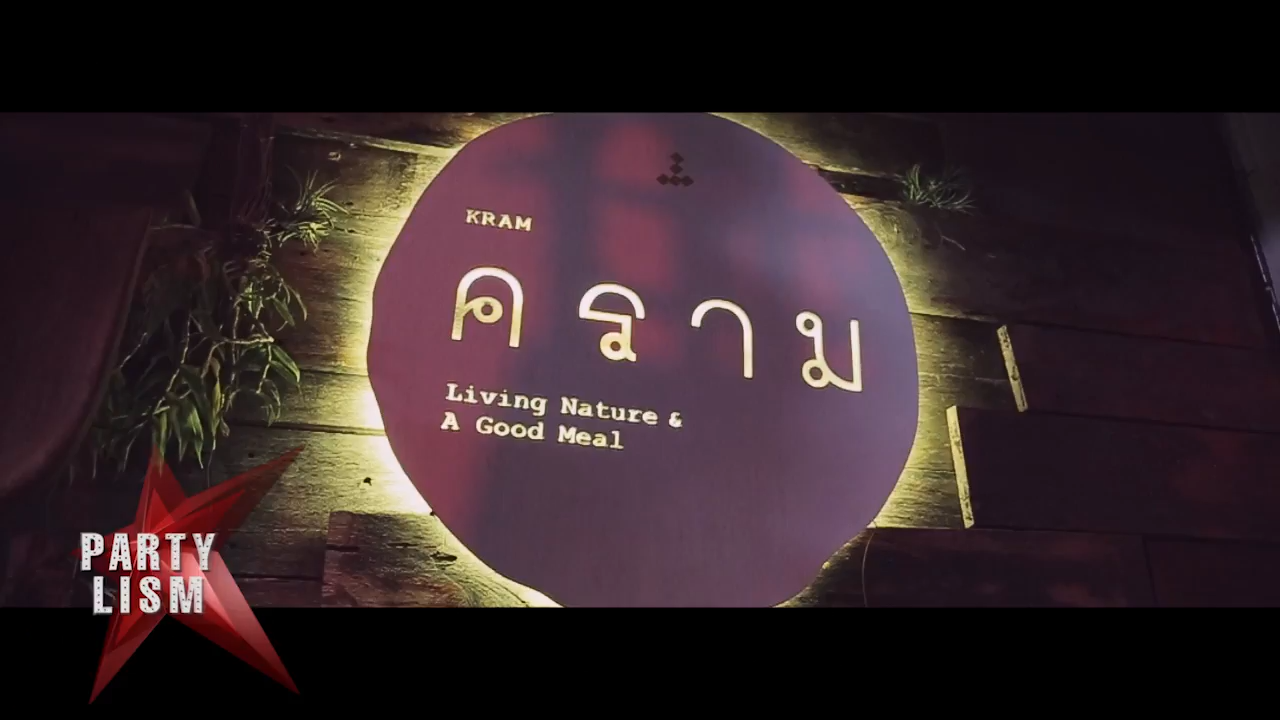 KRAM
คราม
Living Nature &
A Good Meal
PARTY
LISM